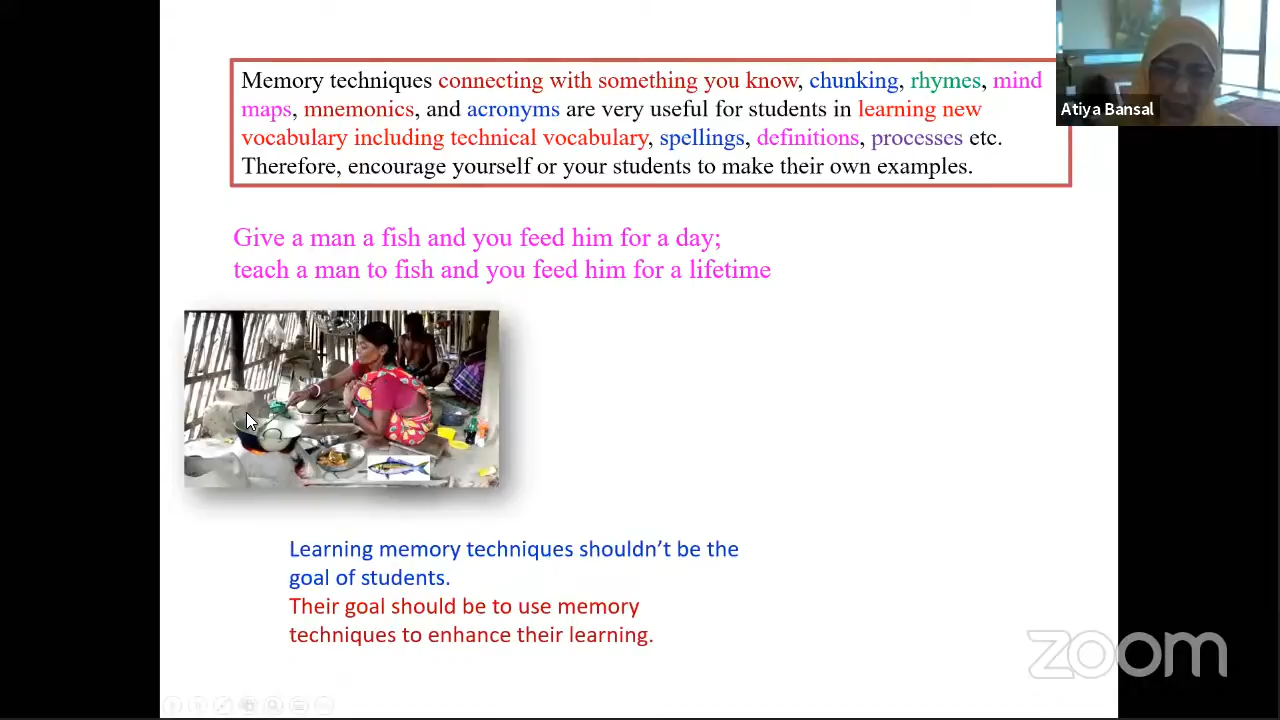 Memory techniques connecting with something you know, chunking, rhymes, mind
maps, mnemonics, and acronyms are very useful for students in learning new
vocabulary including technical vocabulary, spellings, definitions, processes etc.
Therefore, encourage yourself or your students to make their own examples.
Atiya Bansal
Give a man a fish and you feed him for a day;
teach a man to fish and you feed him for a lifetime
Learning memory techniques shouldn’t be the
goal of students.
Their goal should be to use memory
techniques to enhance their learning.
zoom